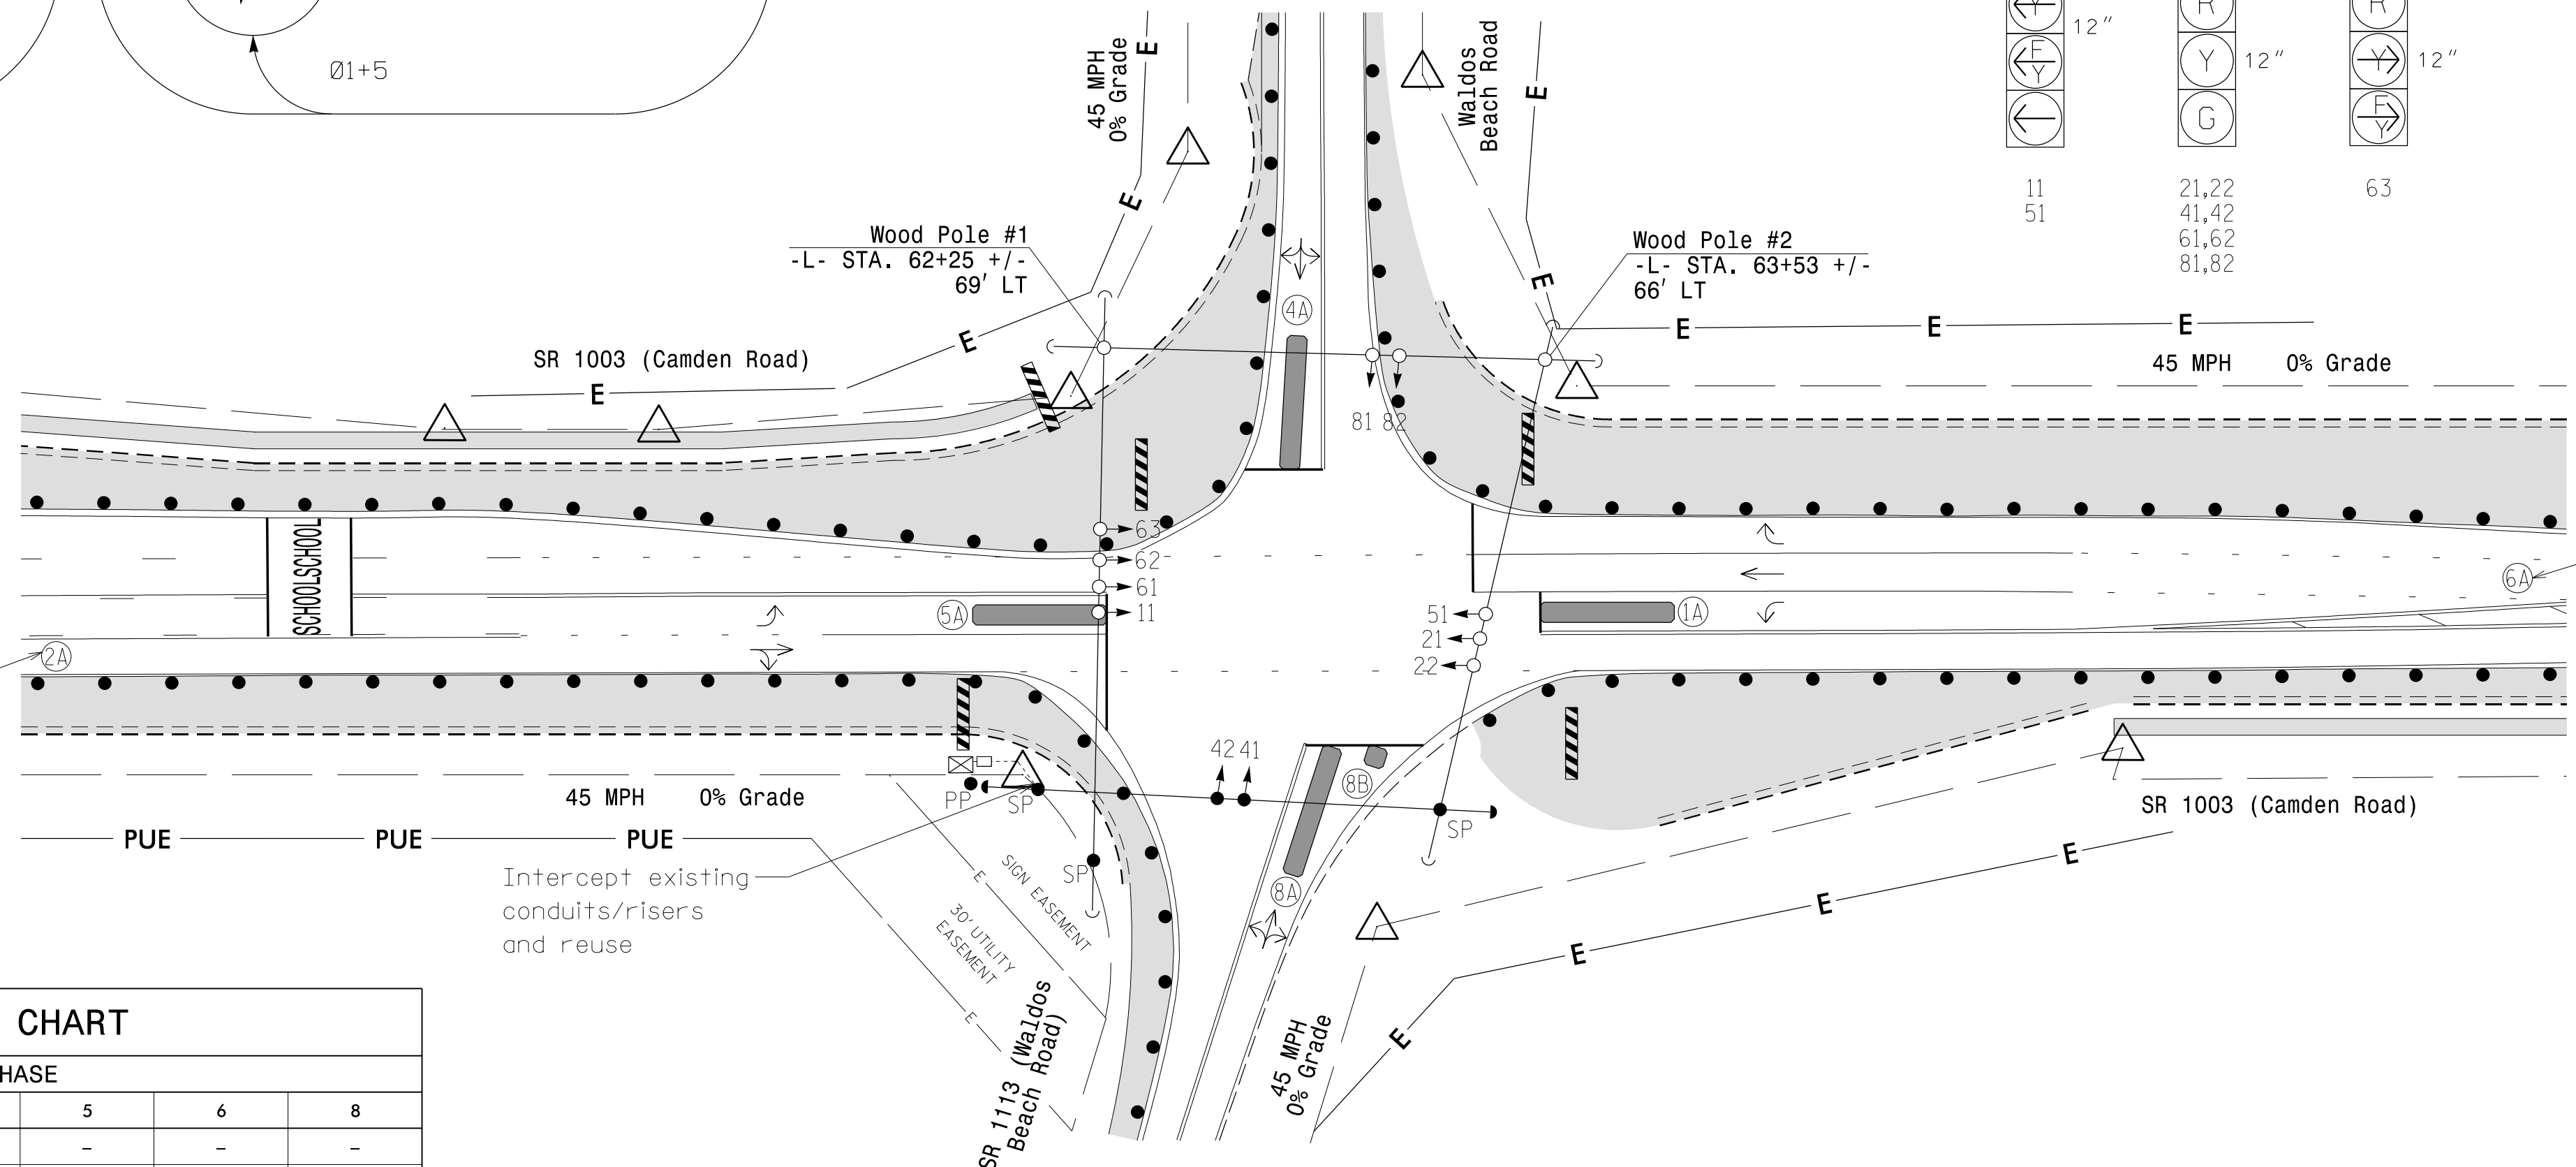 Ø1+5
45 MPH
0% Grade
E
E
Waldos
Beach Road
E
E
Y
F
Y
12"
R
Y
G
12"
R
Y
F
Y
12"
11
51
21,22
41,42
61,62
81,82
63
Wood Pole #1
-L- STA. 62+25 +/-
69' LT
Wood Pole #2
-L- STA. 63+53 +/-
66' LT
4A
SR 1003 (Camden Road)
E
E
E
E
E
45 MPH 0% Grade
81 82
SCHOOL SCHOOL
63
62
61
11
5A
2A
51
21
22
1A
6A
42 41
8B
8A
PP
SP
SP
SP
45 MPH 0% Grade
PUE
PUE
PUE
Intercept existing
conduits/risers
and reuse
E
SIGN EASEMENT
30' UTILITY
EASEMENT
E
SR 1113 (Waldos
Beach Road)
45 MPH
0% Grade
E
E
E
E
SR 1003 (Camden Road)
CHART
HASE
5 6 8
- - -